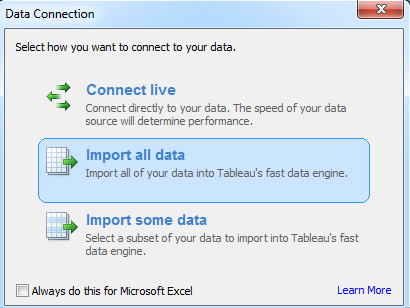 Data Connection
Select how you want to connect to your data.
Connect live
Connect directly to your data. The speed of your data
source will determine performance.
Import all data
Import all of your data into Tableau's fast data engine.
Import some data
Select a subset of your data to import into Tableau's fast
data engine.
Always do this for Microsoft Excel
Learn More